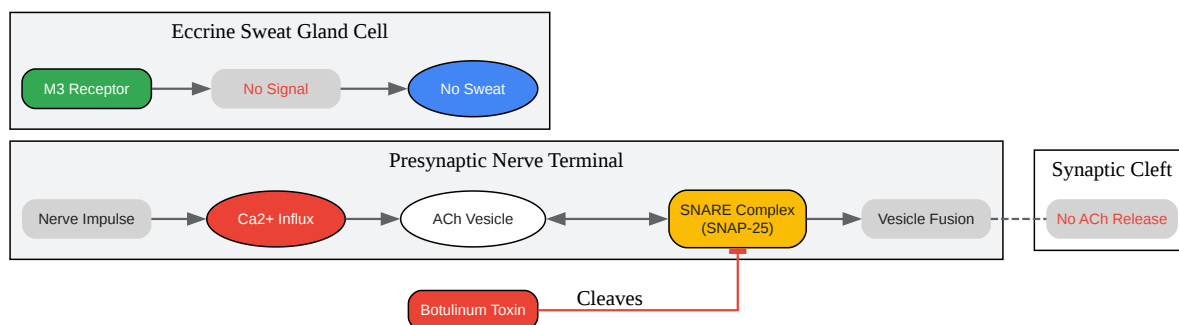 Eccrine Sweat Gland Cell
M3 Receptor
No Signal
No Sweat
Presynaptic Nerve Terminal
Nerve Impulse
Ca2+ Influx
ACh Vesicle
SNARE Complex
(SNAP-25)
Vesicle Fusion
Synaptic Cleft
No ACh Release
Botulinum Toxin
Cleaves